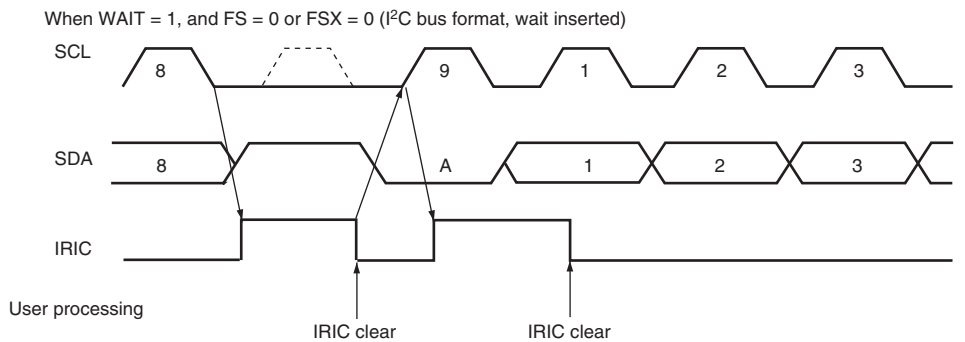 When WAIT = 1, and FS = 0 or FSX = 0 (I²C bus format, wait inserted)
SCL
8 9 1 2 3
SDA
8 A 1 2 3
IRIC
User processing
IRIC clear IRIC clear